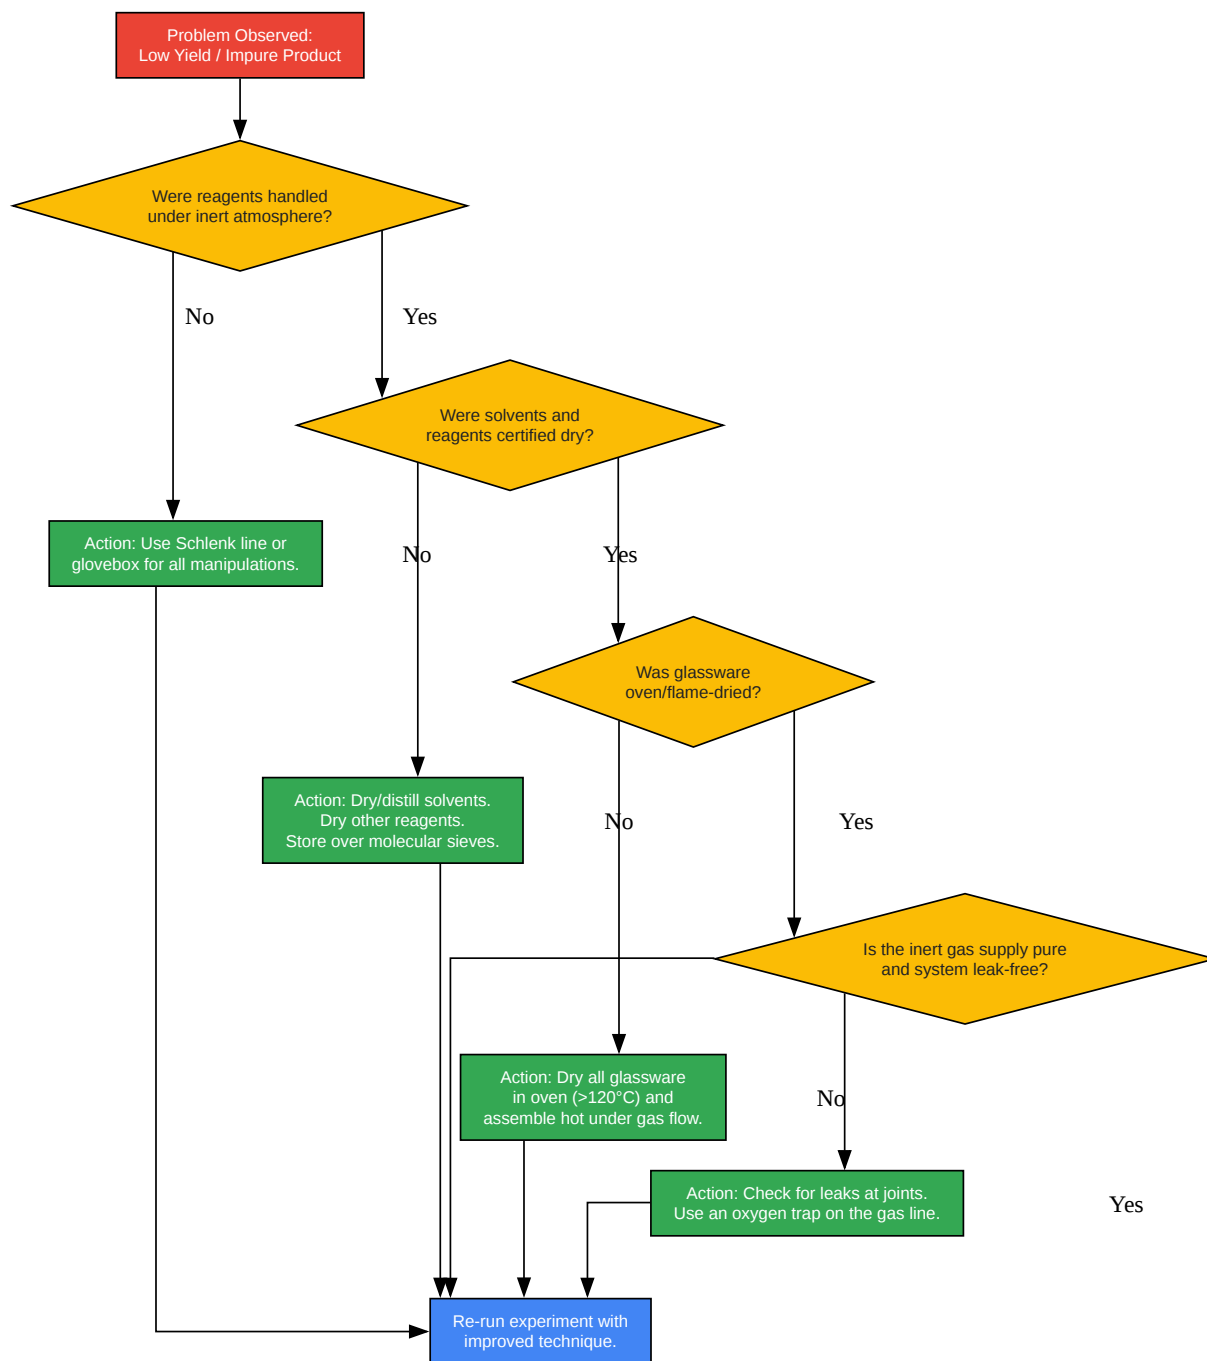 Problem Observed:
Low Yield / Impure Product
Were reagents handled
under inert atmosphere?
No
Yes
Were solvents and
reagents certified dry?
Action: Use Schlenk line or
glovebox for all manipulations.
No
Yes
Was glassware
oven/flame-dried?
Action: Dry/distill solvents.
Dry other reagents.
Store over molecular sieves.
No
Yes
Is the inert gas supply pure
and system leak-free?
Action: Dry all glassware
in oven (>120°C) and
assemble hot under gas flow.
No
Action: Check for leaks at joints.
Use an oxygen trap on the gas line.
Yes
Re-run experiment with
improved technique.